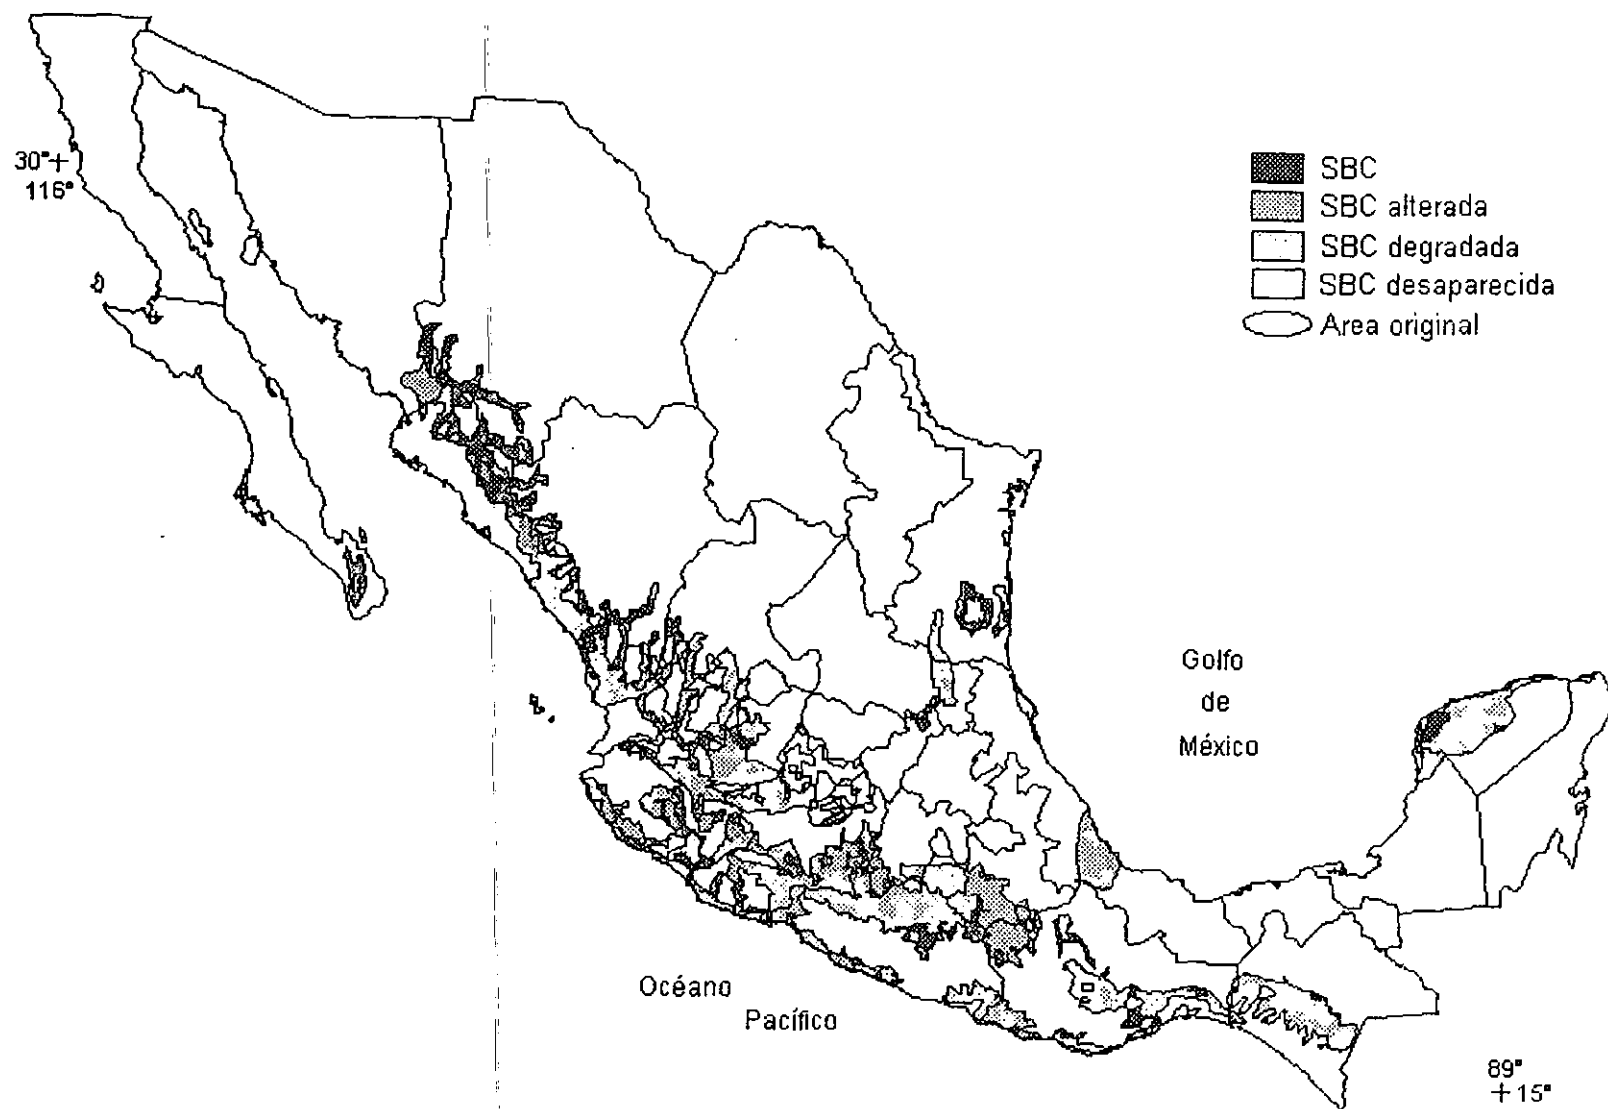 30°+
116°
SBC
SBC alterada
SBC degradada
SBC desaparecida
Area original
Golfo
de
México
Océano
Pacífico
89°
+15°